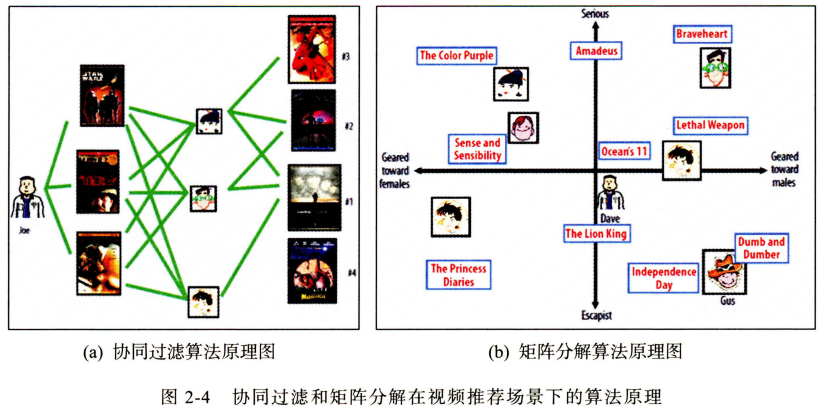 STAR
WARS
#3
#2
#1
#4
Joe
Serious
Braveheart
The Color Purple
Amadeus
Lethal Weapon
Sense and
Sensibility
Ocean's 11
Geared
toward
females
Geared
toward
males
Dave
The Lion King
The Princess
Diaries
Independence
Day
Dumb and
Dumber
Gus
Escapist
(a) 协同过滤算法原理图
(b) 矩阵分解算法原理图
图 2-4 协同过滤和矩阵分解在视频推荐场景下的算法原理